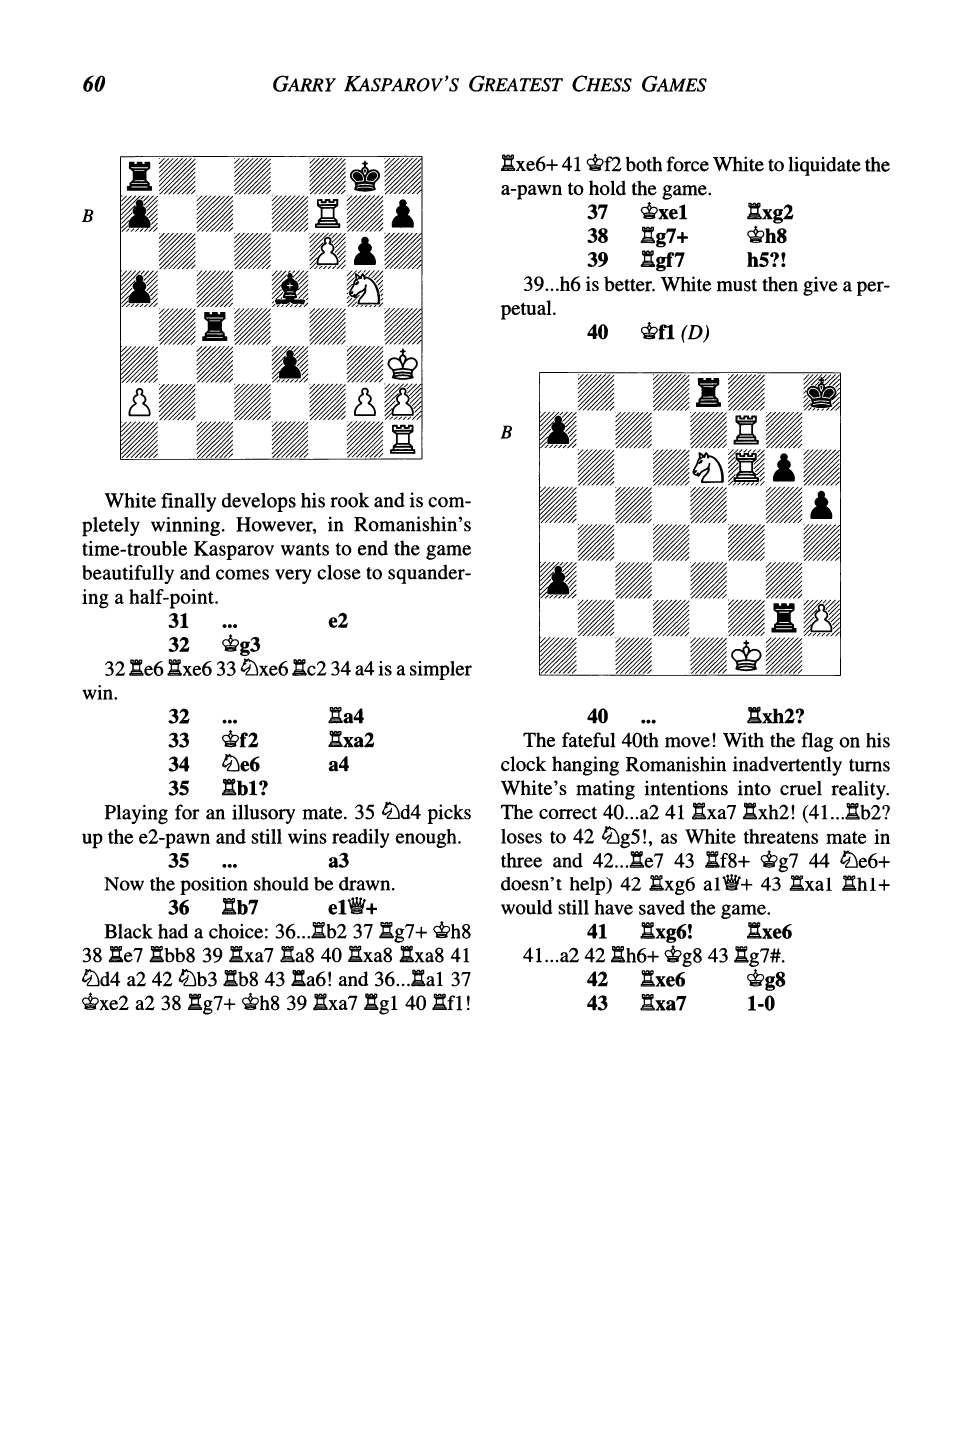 60 GARRY KASPAROV'S GREATEST CHESS GAMES
B
White finally develops his rook and is com-
pletely winning. However, in Romanishin's
time-trouble Kasparov wants to end the game
beautifully and comes very close to squander-
ing a half-point.
31 ... e2
32 ♔g3
32 ♖e6 ♖xe6 33 ♘xe6 ♖c2 34 a4 is a simpler
win.
32 ... ♖a4
33 ♔f2 ♖xa2
34 ♘e6 a4
35 ♖b1?
Playing for an illusory mate. 35 ♘d4 picks
up the e2-pawn and still wins readily enough.
35 ... a3
Now the position should be drawn.
36 ♖b7 e1♕+
Black had a choice: 36...♖b2 37 ♖g7+ ♔h8
38 ♖e7 ♖bb8 39 ♖xa7 ♖a8 40 ♖xa8 ♖xa8 41
♘d4 a2 42 ♘b3 ♖b8 43 ♖a6! and 36...♖a1 37
♔xe2 a2 38 ♖g7+ ♔h8 39 ♖xa7 ♖g1 40 ♖f1!
♖xe6+ 41 ♔f2 both force White to liquidate the
a-pawn to hold the game.
37 ♔xe1 ♖xg2
38 ♖g7+ ♔h8
39 ♖gf7 h5?!
39...h6 is better. White must then give a per-
petual.
40 ♔f1 (D)
B
40 ... ♖xh2?
The fateful 40th move! With the flag on his
clock hanging Romanishin inadvertently turns
White's mating intentions into cruel reality.
The correct 40...a2 41 ♖xa7 ♖xh2! (41...♖b2?
loses to 42 ♘g5!, as White threatens mate in
three and 42...♖e7 43 ♖f8+ ♔g7 44 ♘e6+
doesn't help) 42 ♖xg6 a1♕+ 43 ♖xa1 ♖h1+
would still have saved the game.
41 ♖xg6! ♖xe6
41...a2 42 ♖h6+ ♔g8 43 ♖g7#.
42 ♖xe6 ♔g8
43 ♖xa7 1-0